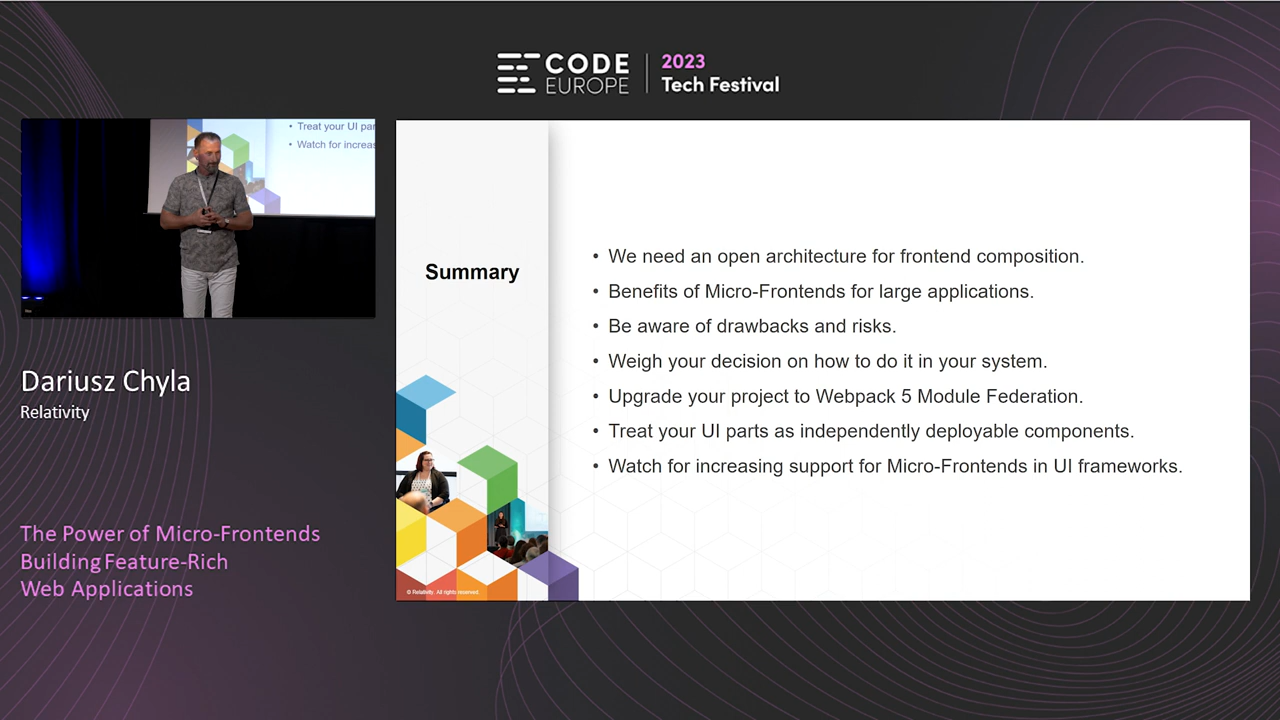 CODE
EUROPE
2023
Tech Festival
• Treat your UI par
• Watch for increas
Dariusz Chyla
Relativity
The Power of Micro-Frontends
Building Feature-Rich
Web Applications
Summary
• We need an open architecture for frontend composition.
• Benefits of Micro-Frontends for large applications.
• Be aware of drawbacks and risks.
• Weigh your decision on how to do it in your system.
• Upgrade your project to Webpack 5 Module Federation.
• Treat your UI parts as independently deployable components.
• Watch for increasing support for Micro-Frontends in UI frameworks.
© Relativity. All rights reserved.